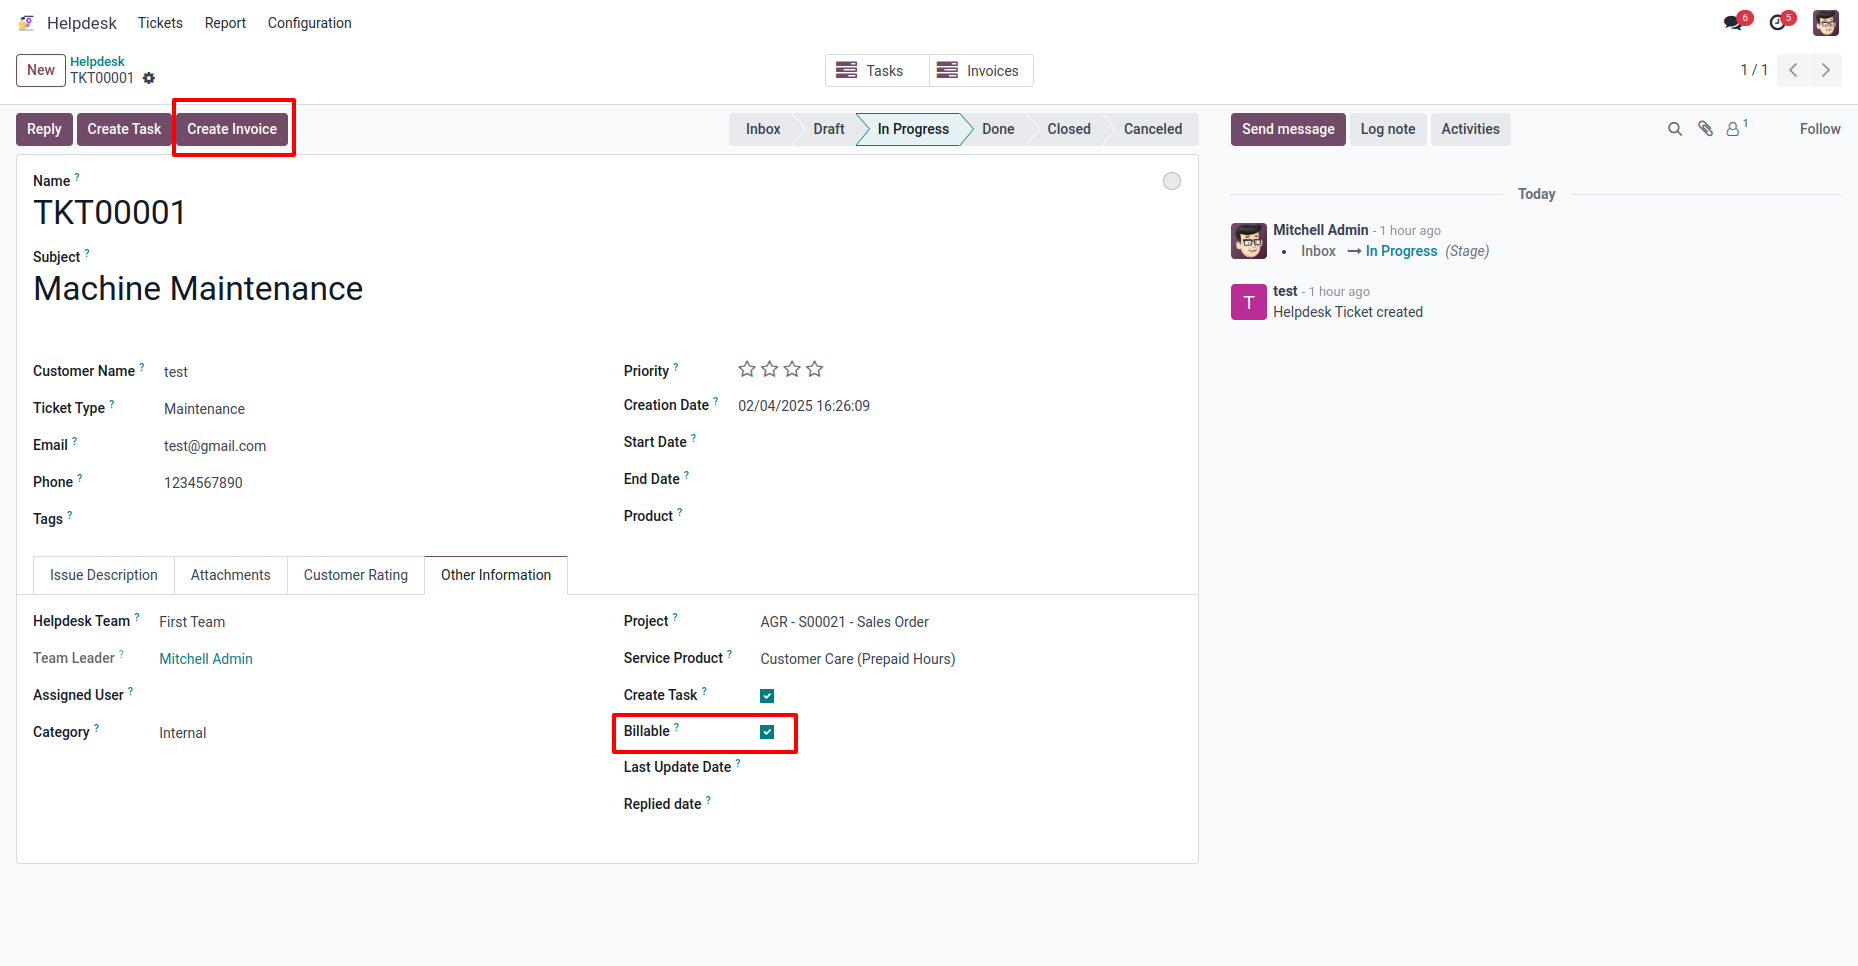 Helpdesk Tickets Report Configuration 6 5
New Helpdesk
TKT00001
Tasks Invoices 1 / 1
Reply Create Task Create Invoice Inbox Draft In Progress Done Closed Canceled Send message Log note Activities 1 Follow
Name ?
TKT00001
Subject ?
Machine Maintenance
Customer Name ? test
Ticket Type ? Maintenance
Email ? test@gmail.com
Phone ? 1234567890
Tags ?
Priority ?
Creation Date ? 02/04/2025 16:26:09
Start Date ?
End Date ?
Product ?
Issue Description Attachments Customer Rating Other Information
Helpdesk Team ? First Team
Team Leader ? Mitchell Admin
Assigned User ?
Category ? Internal
Project ? AGR - S00021 - Sales Order
Service Product ? Customer Care (Prepaid Hours)
Create Task ?
Billable ?
Last Update Date ?
Replied date ?
Today
Mitchell Admin - 1 hour ago
• Inbox → In Progress (Stage)
T test - 1 hour ago
Helpdesk Ticket created